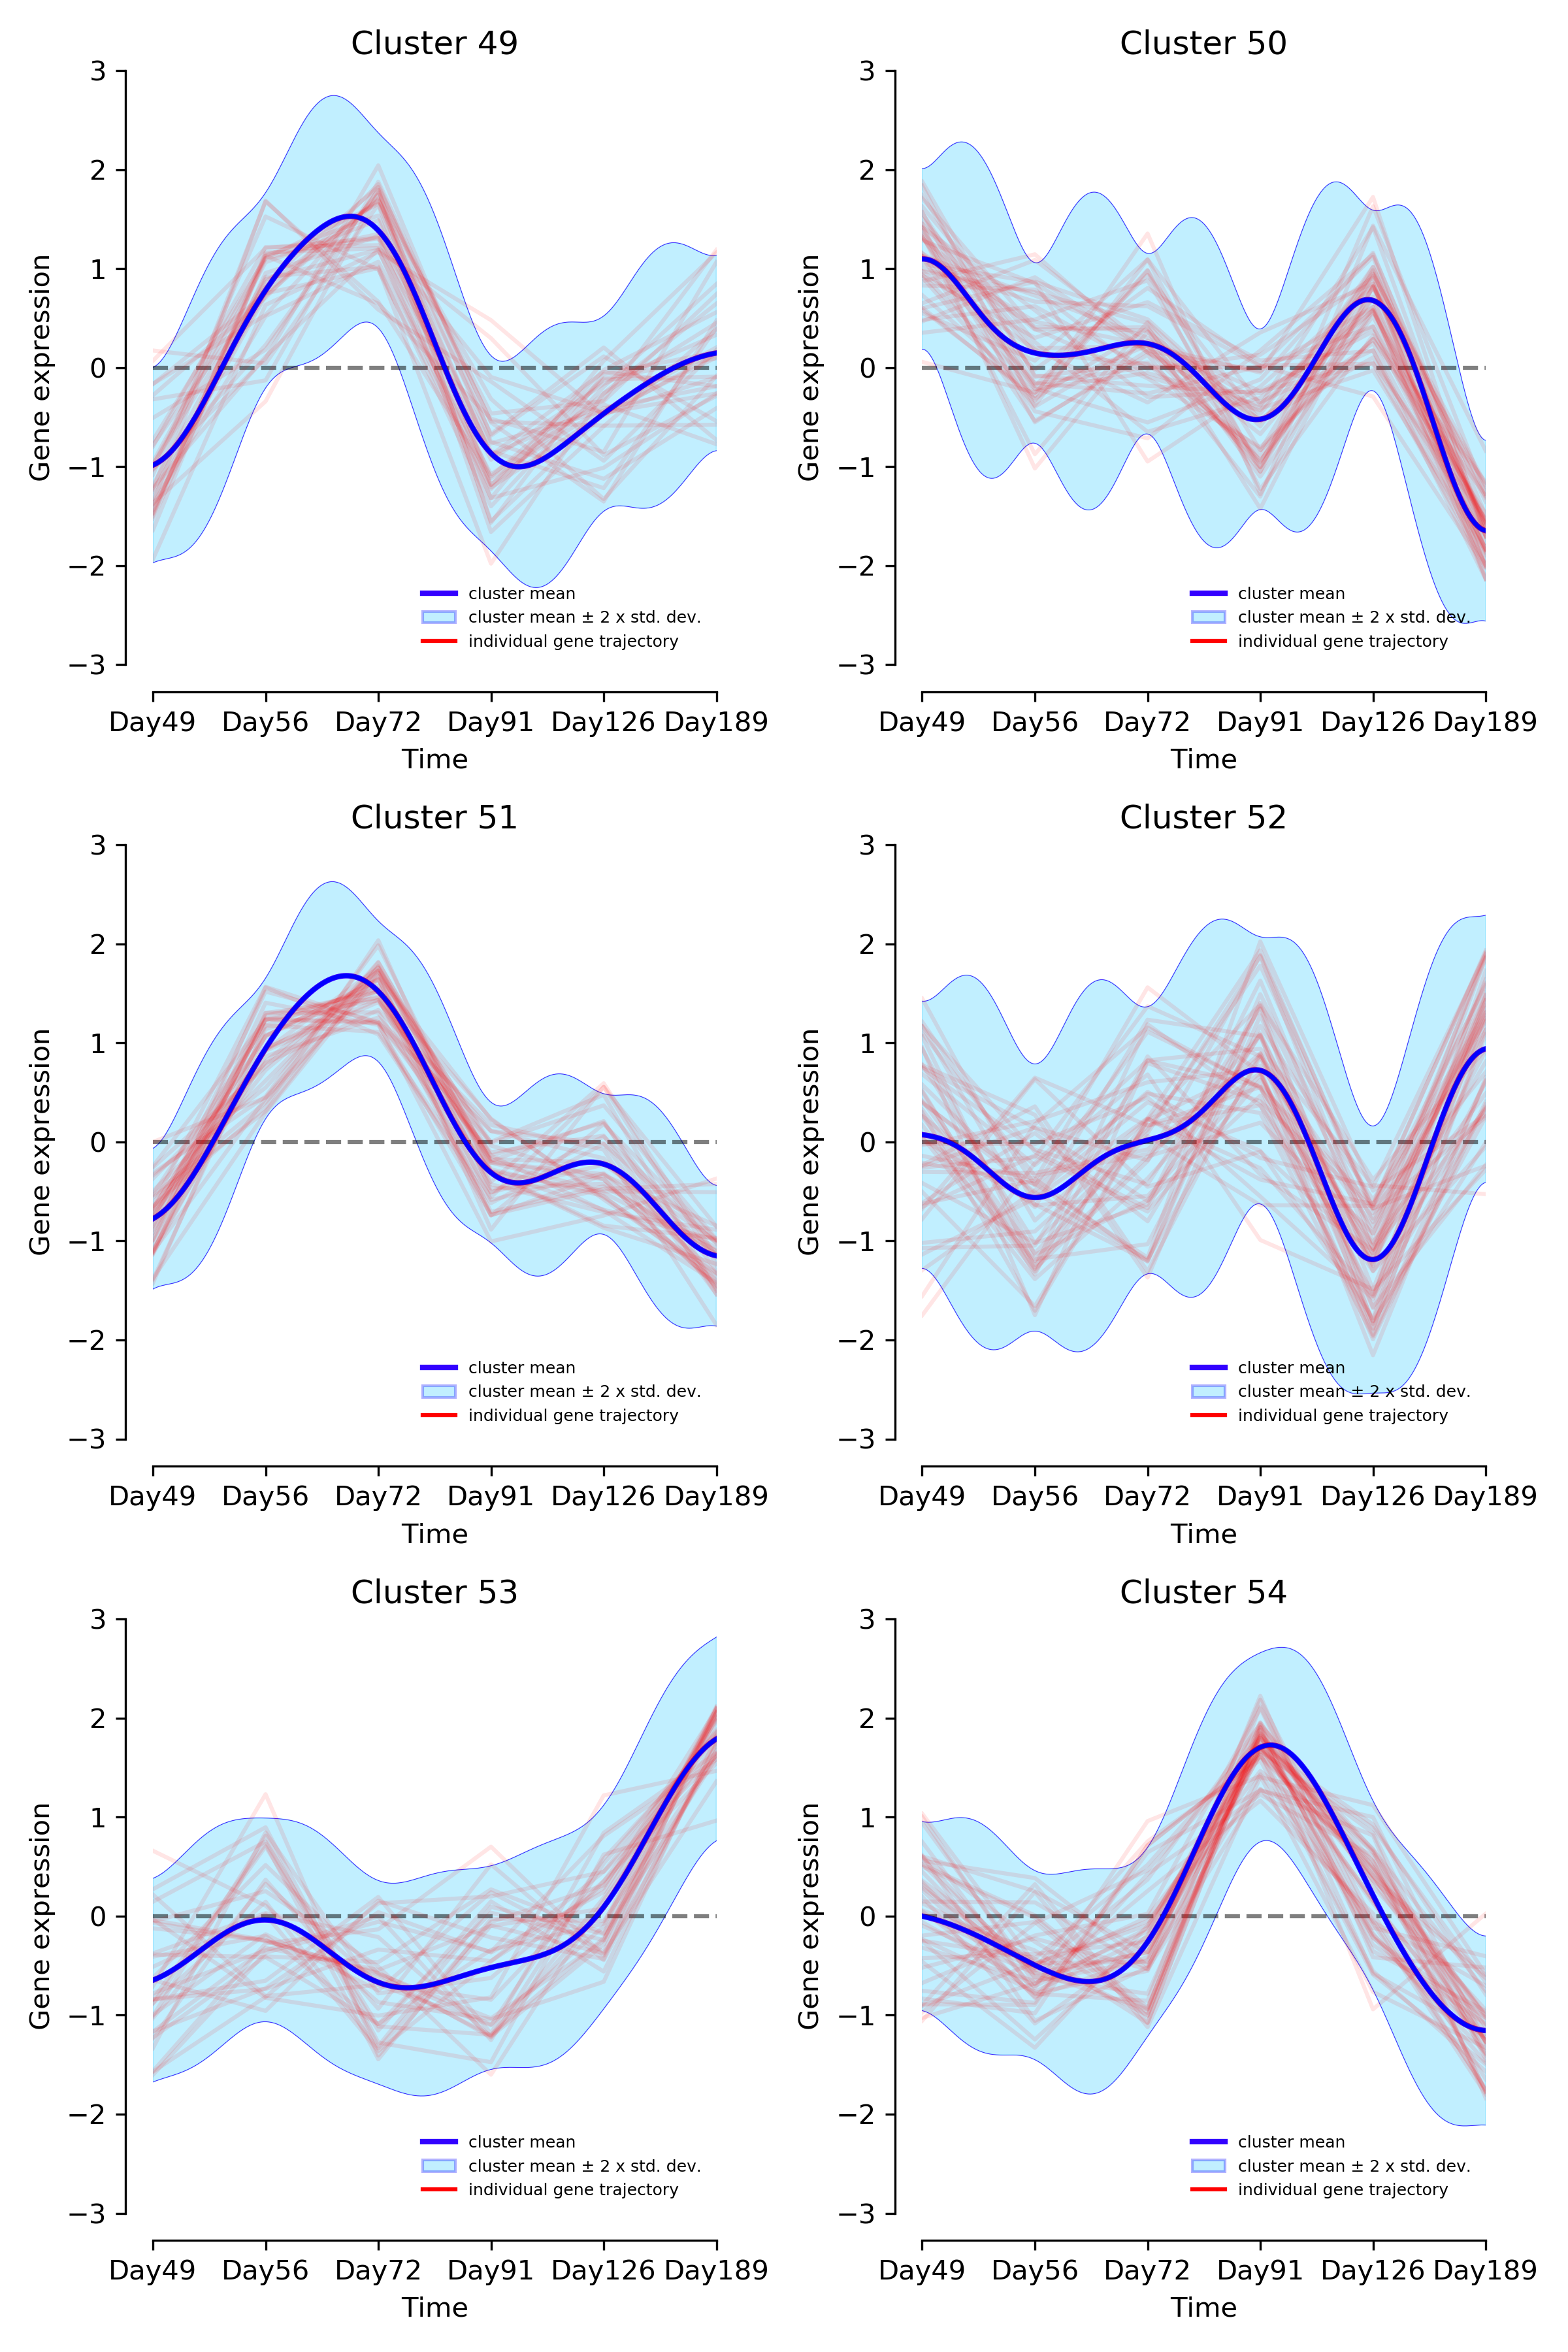 Cluster 49
Gene expression
3
2
1
0
−1
−2
−3
cluster mean
cluster mean ± 2 x std. dev.
individual gene trajectory
Day49 Day56 Day72 Day91 Day126 Day189
Time
Cluster 50
Gene expression
3
2
1
0
−1
−2
−3
cluster mean
cluster mean ± 2 x std. dev.
individual gene trajectory
Day49 Day56 Day72 Day91 Day126 Day189
Time
Cluster 51
Gene expression
3
2
1
0
−1
−2
−3
cluster mean
cluster mean ± 2 x std. dev.
individual gene trajectory
Day49 Day56 Day72 Day91 Day126 Day189
Time
Cluster 52
Gene expression
3
2
1
0
−1
−2
−3
cluster mean
cluster mean ± 2 x std. dev.
individual gene trajectory
Day49 Day56 Day72 Day91 Day126 Day189
Time
Cluster 53
Gene expression
3
2
1
0
−1
−2
−3
cluster mean
cluster mean ± 2 x std. dev.
individual gene trajectory
Day49 Day56 Day72 Day91 Day126 Day189
Time
Cluster 54
Gene expression
3
2
1
0
−1
−2
−3
cluster mean
cluster mean ± 2 x std. dev.
individual gene trajectory
Day49 Day56 Day72 Day91 Day126 Day189
Time